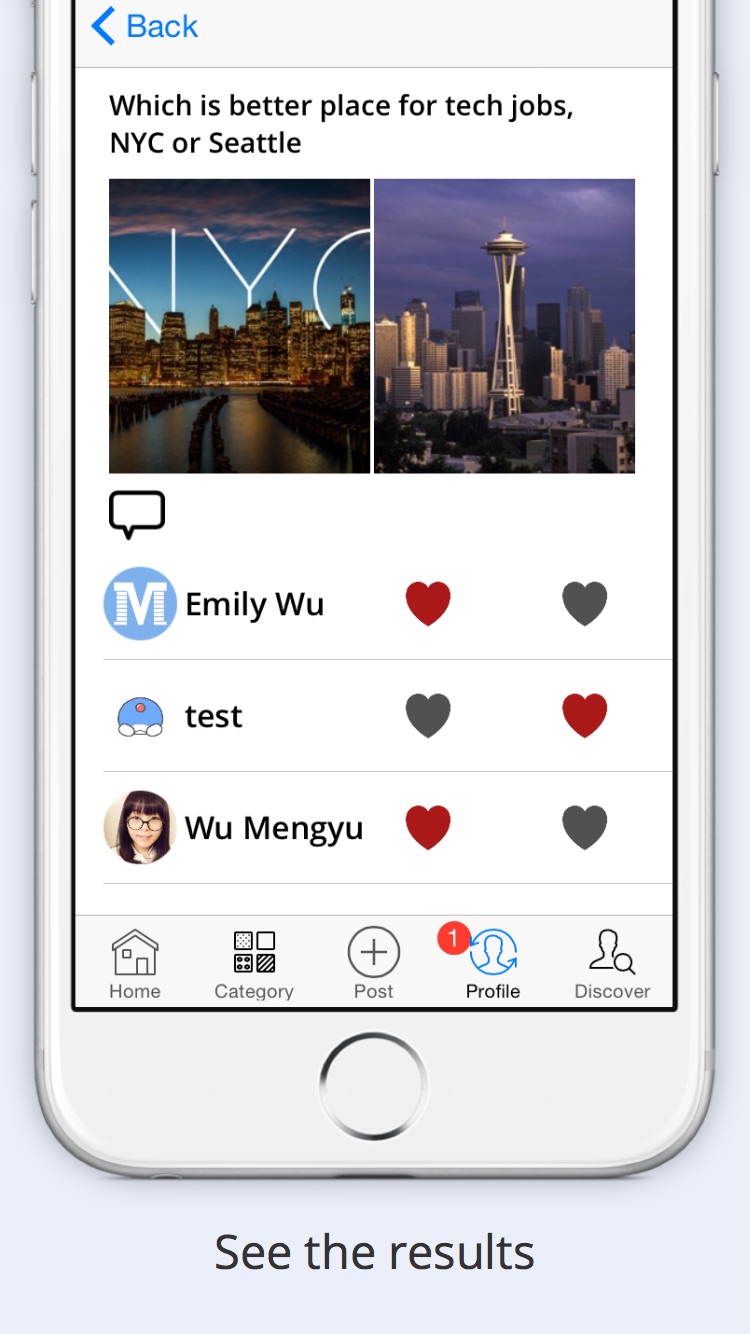 Back
Which is better place for tech jobs,
NYC or Seattle
NYC
M Emily Wu
test
Wu Mengyu
1
Home Category Post Profile Discover
See the results